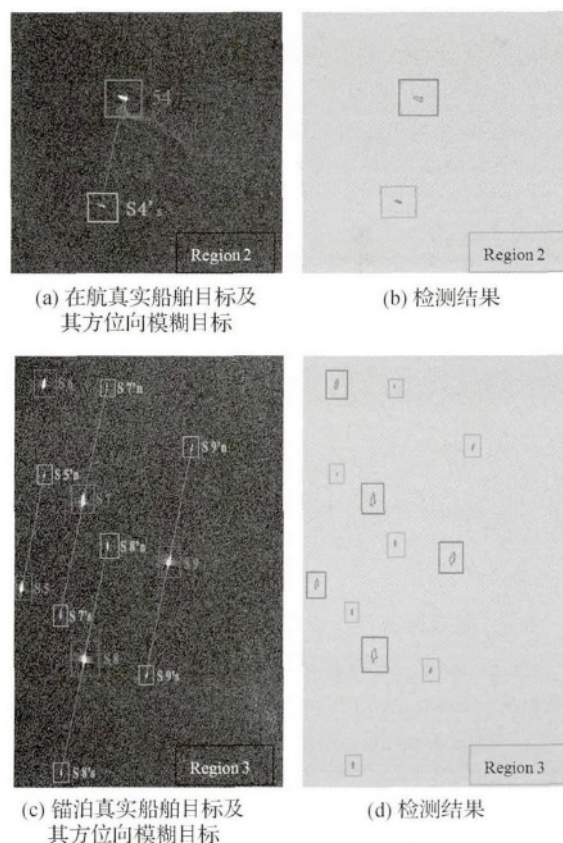 S4
S4's
Region 2
Region 2
(a) 在航真实船舶目标及
其方位向模糊目标
(b) 检测结果
S6
S7'n
S9'n
S5'n
S7
S8'n
S9
S5
S7's
S8
S9's
S8's
Region 3
Region 3
(c) 锚泊真实船舶目标及
其方位向模糊目标
(d) 检测结果